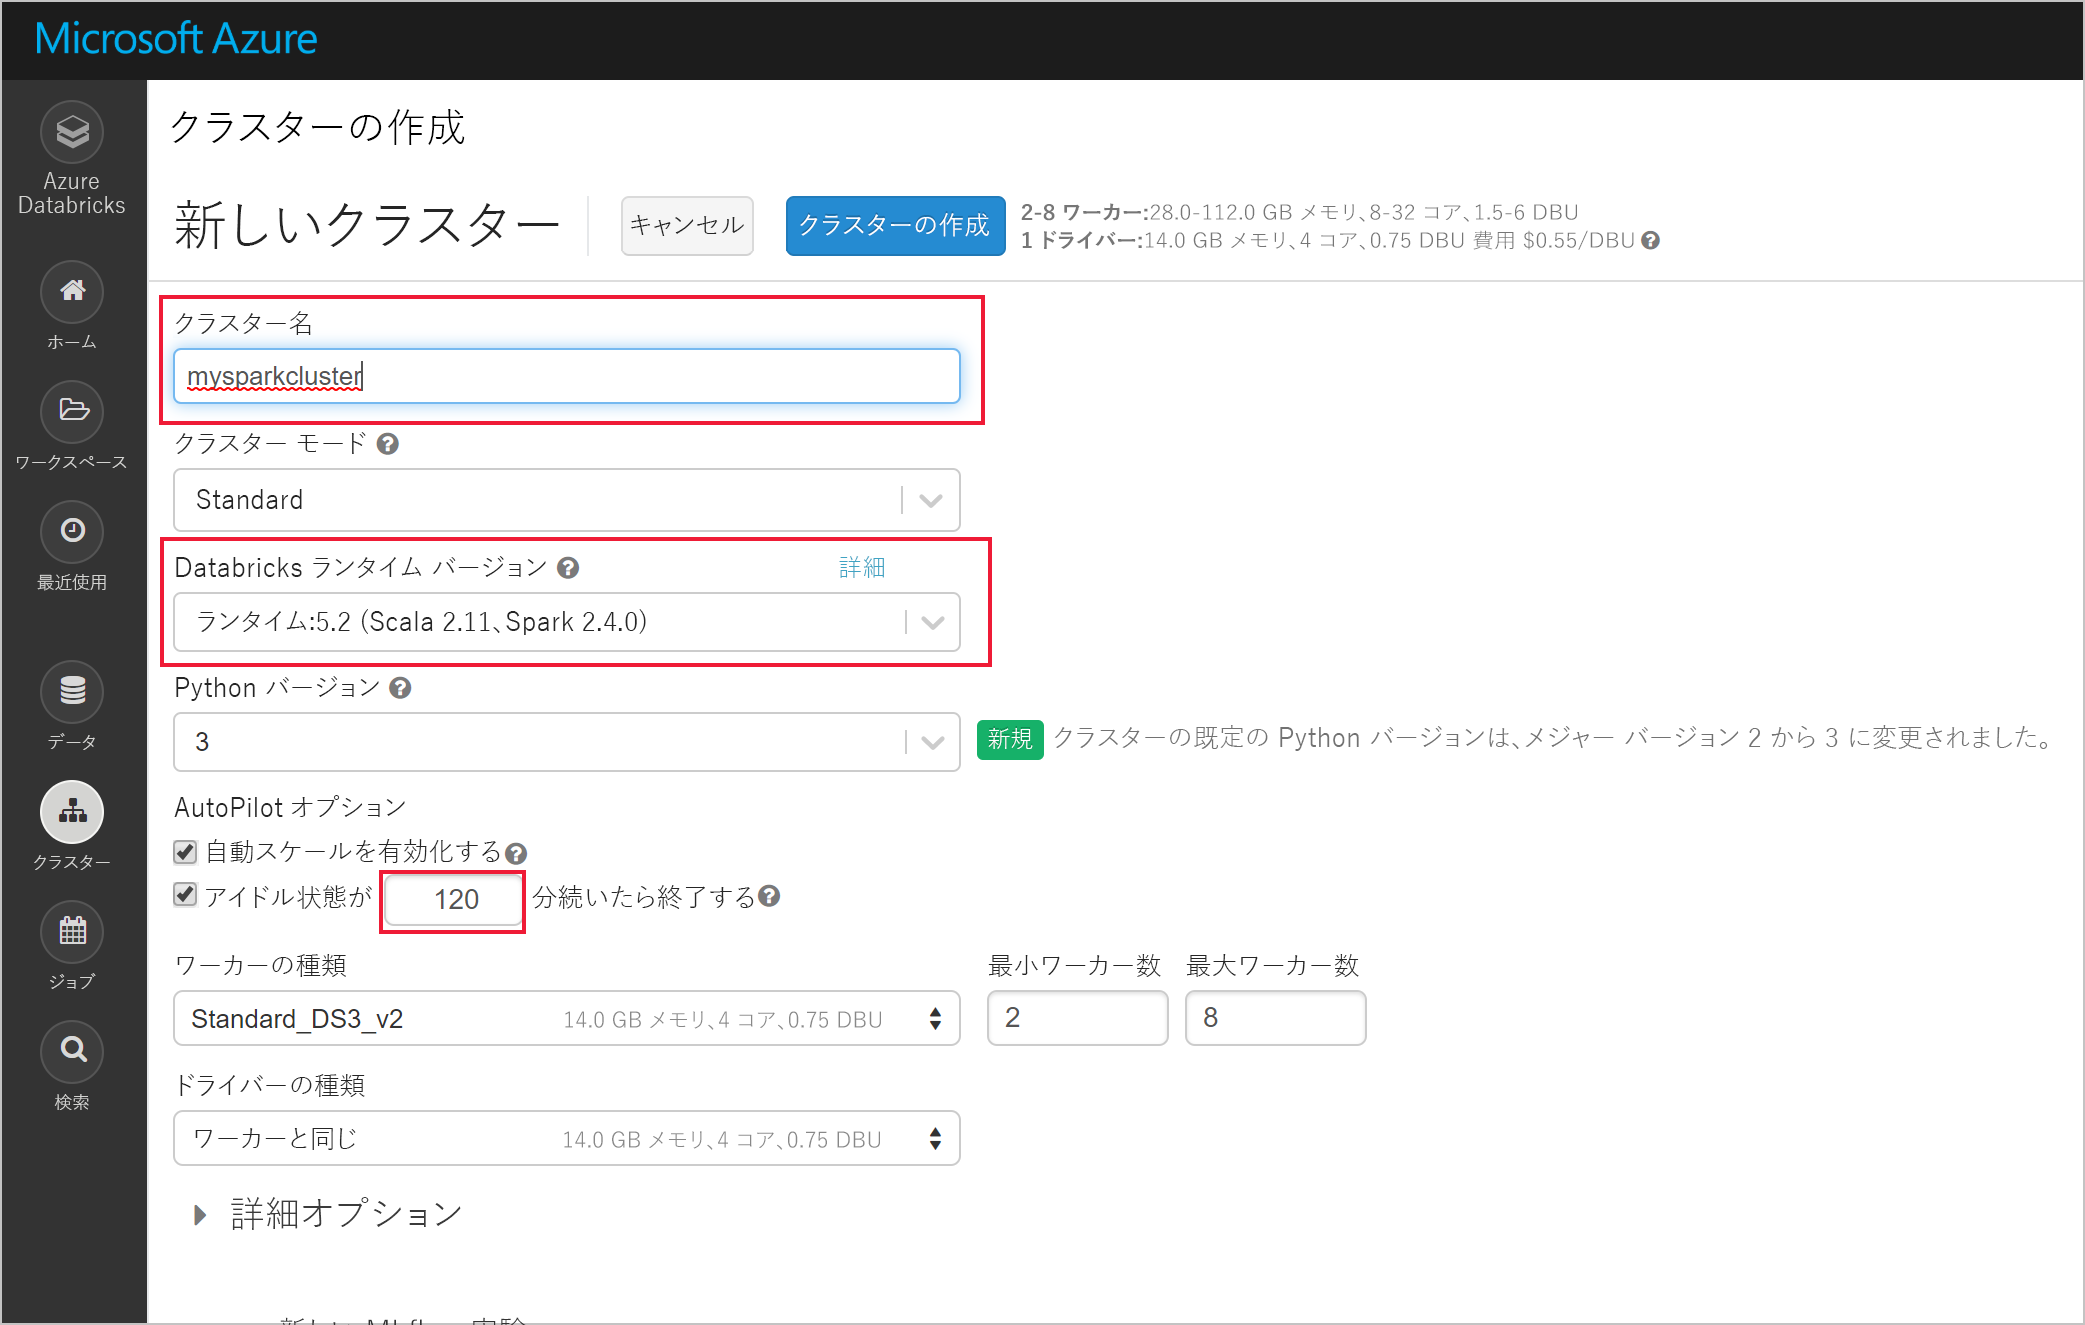 Microsoft Azure
Azure
Databricks
ホーム
ワークスペース
最近使用
データ
クラスター
ジョブ
検索
クラスターの作成
新しいクラスター
キャンセル
クラスターの作成
2-8 ワーカー:28.0-112.0 GB メモリ、8-32 コア、1.5-6 DBU
1 ドライバー:14.0 GB メモリ、4 コア、0.75 DBU 費用 $0.55/DBU
クラスター名
mysparkcluster
クラスター モード
Standard
Databricks ランタイム バージョン 詳細
ランタイム:5.2 (Scala 2.11、Spark 2.4.0)
Python バージョン
3
新規 クラスターの既定の Python バージョンは、メジャー バージョン 2 から 3 に変更されました。
AutoPilot オプション
自動スケールを有効化する
アイドル状態が 120 分続いたら終了する
ワーカーの種類 最小ワーカー数 最大ワーカー数
Standard_DS3_v2 14.0 GB メモリ、4 コア、0.75 DBU 2 8
ドライバーの種類
ワーカーと同じ 14.0 GB メモリ、4 コア、0.75 DBU
詳細オプション